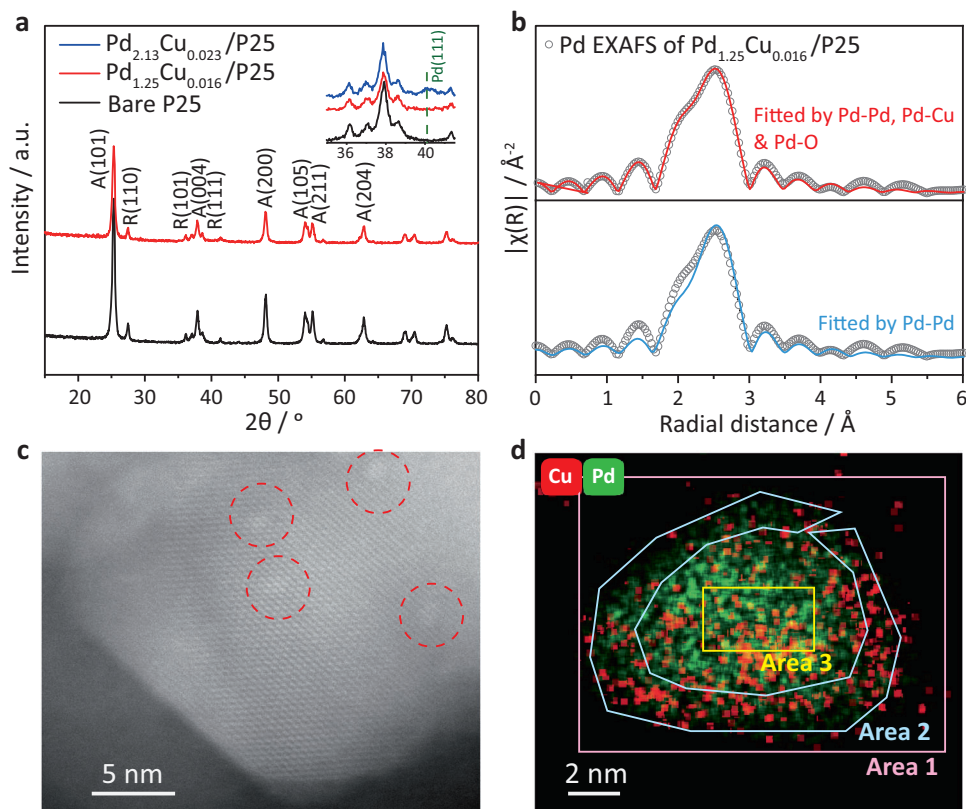 a
Pd2.13Cu0.023/P25
Pd1.25Cu0.016/P25
Bare P25
Pd(111)
36 38 40
Intensity / a.u.
A(101)
R(110)
R(101)
A(004)
R(111)
A(200)
A(105)
A(211)
A(204)
20 30 40 50 60 70 80
2θ / °
b
Pd EXAFS of Pd1.25Cu0.016/P25
Fitted by Pd-Pd, Pd-Cu
& Pd-O
|χ(R)| / Å-2
Fitted by Pd-Pd
0 1 2 3 4 5 6
Radial distance / Å
c
5 nm
d
Cu Pd
Area 3
Area 2
Area 1
2 nm